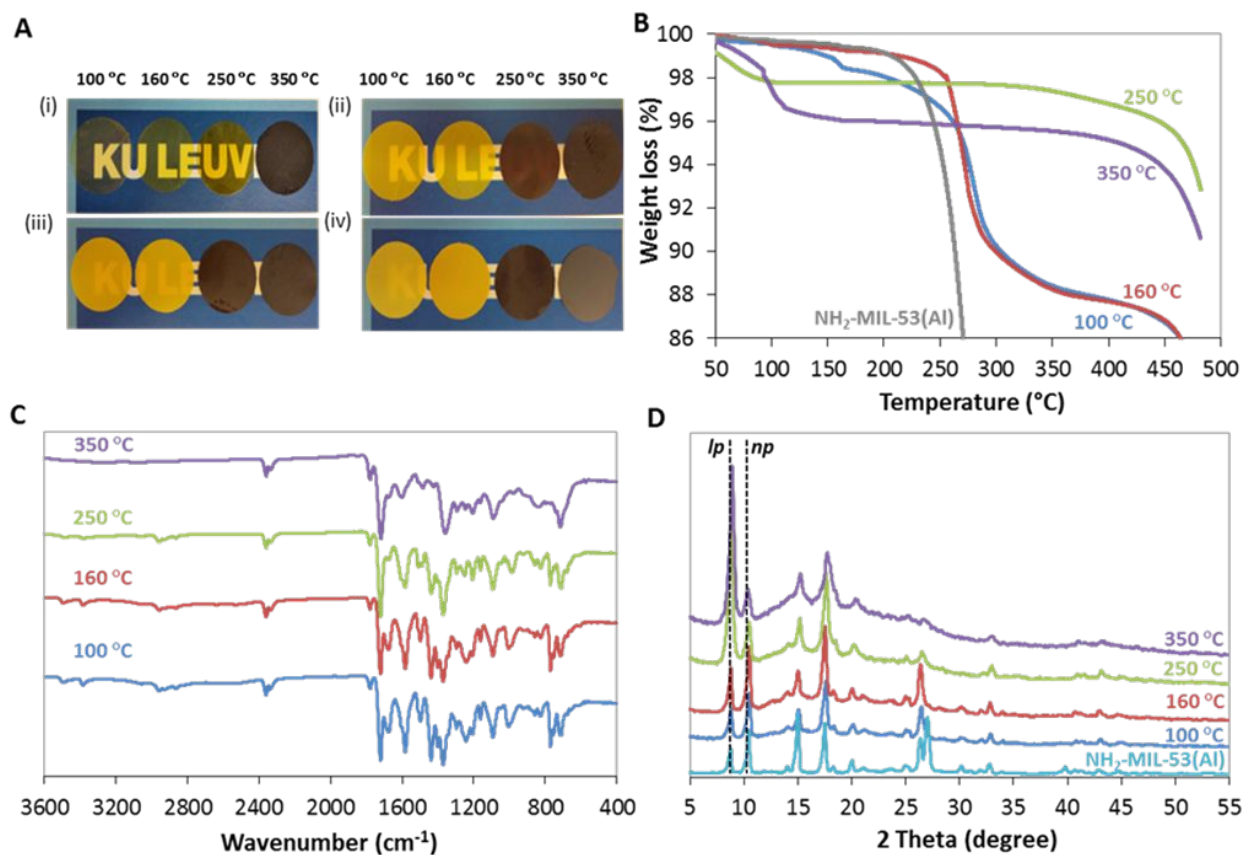 A
100 °C 160 °C 250 °C 350 °C 100 °C 160 °C 250 °C 350 °C
(i) (ii)
KU LEUV KU LE
(iii) (iv)
KU LE KU
B
Weight loss (%)
100
98
96
94
92
90
88
86
250 °C
350 °C
160 °C
100 °C
NH₂-MIL-53(Al)
50 100 150 200 250 300 350 400 450 500
Temperature (°C)
C
350 °C
250 °C
160 °C
100 °C
3600 3200 2800 2400 2000 1600 1200 800 400
Wavenumber (cm⁻¹)
D
lp np
350 °C
250 °C
160 °C
100 °C
NH₂-MIL-53(Al)
5 10 15 20 25 30 35 40 45 50 55
2 Theta (degree)